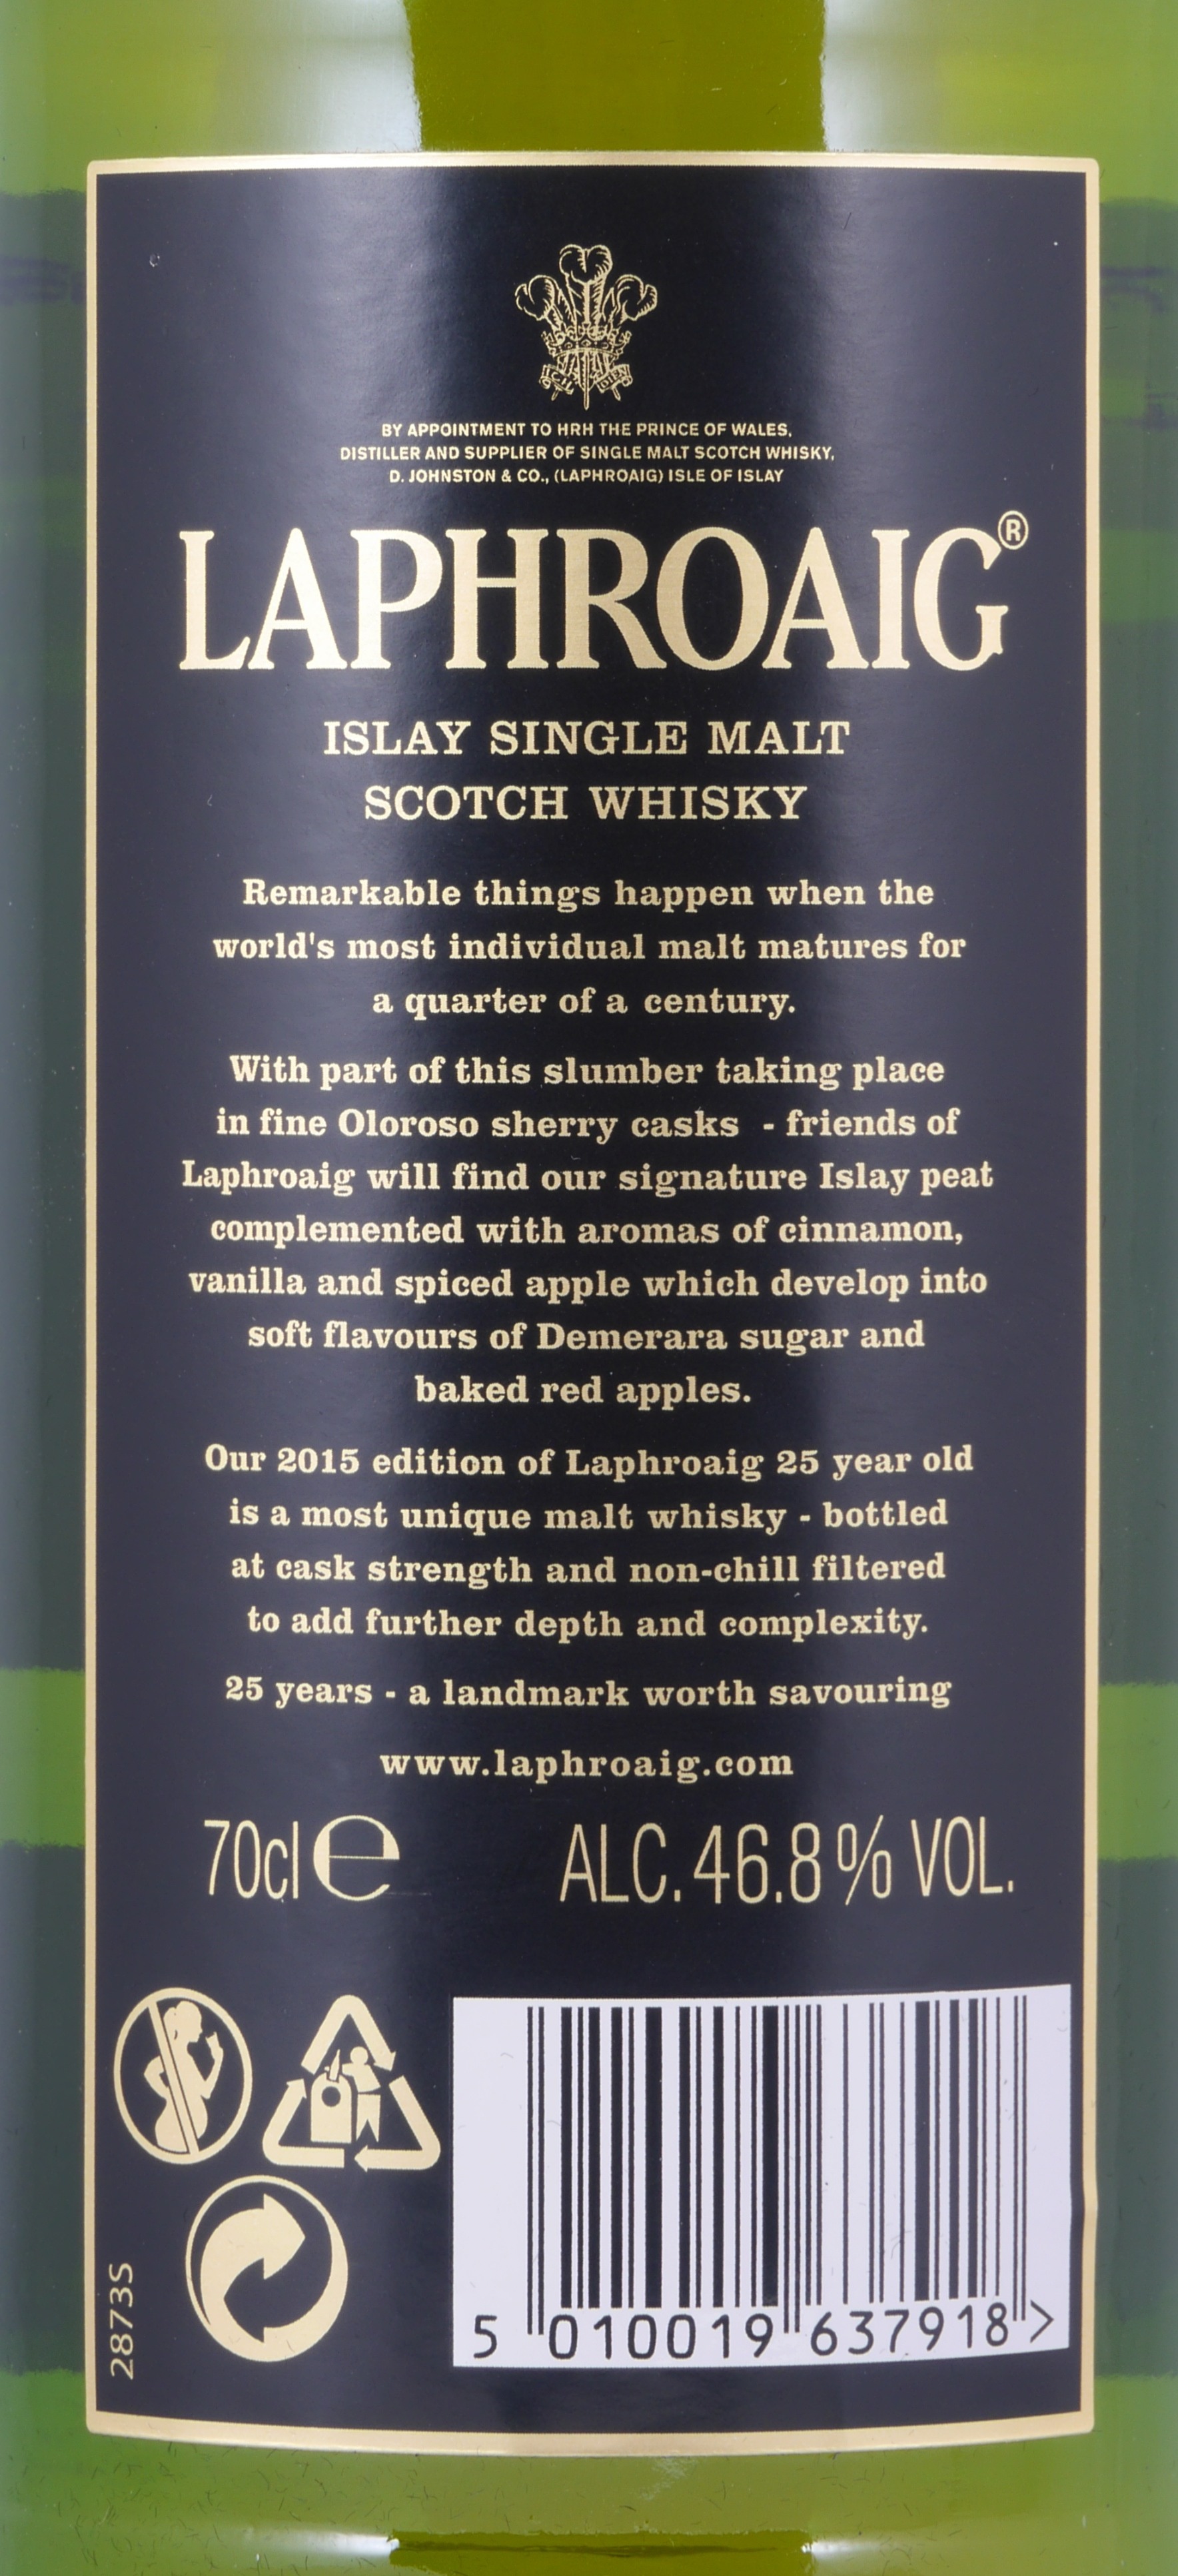 ICH DIEN
BY APPOINTMENT TO HRH THE PRINCE OF WALES,
DISTILLER AND SUPPLIER OF SINGLE MALT SCOTCH WHISKY,
D. JOHNSTON & CO., (LAPHROAIG) ISLE OF ISLAY
LAPHROAIG®
ISLAY SINGLE MALT
SCOTCH WHISKY
Remarkable things happen when the
world's most individual malt matures for
a quarter of a century.
With part of this slumber taking place
in fine Oloroso sherry casks - friends of
Laphroaig will find our signature Islay peat
complemented with aromas of cinnamon,
vanilla and spiced apple which develop into
soft flavours of Demerara sugar and
baked red apples.
Our 2015 edition of Laphroaig 25 year old
is a most unique malt whisky - bottled
at cask strength and non-chill filtered
to add further depth and complexity.
25 years - a landmark worth savouring
www.laphroaig.com
70cl e ALC. 46.8% VOL.
2873S
5 010019 637918 >